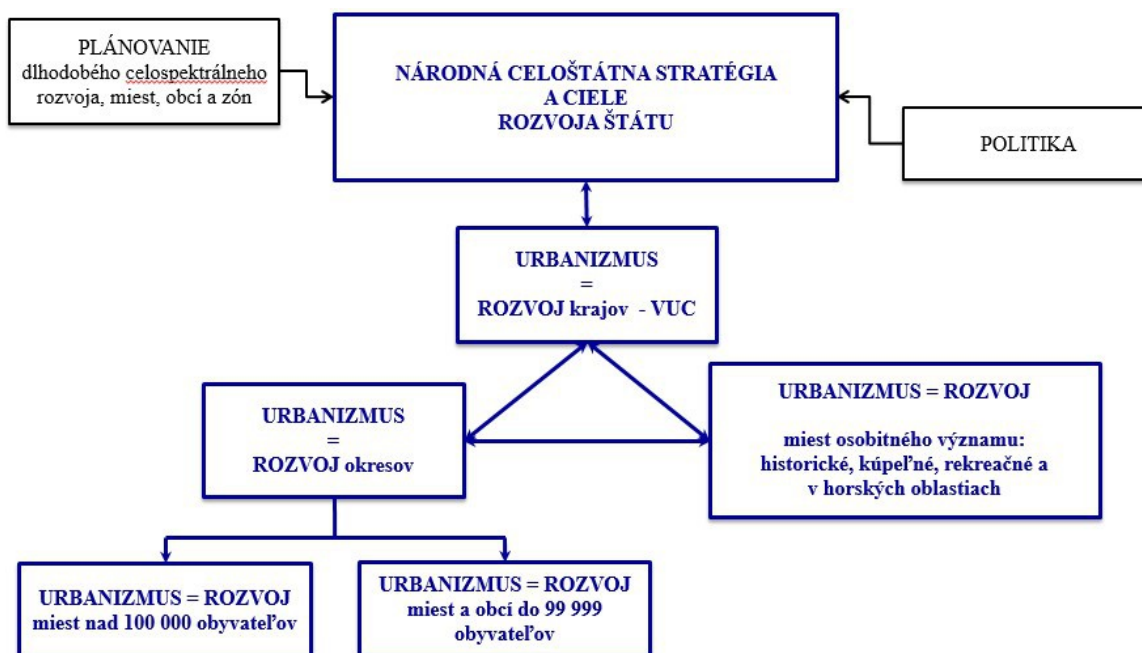 PLÁNOVANIE
dlhodobého celospektrálneho
rozvoja, miest, obcí a zón
NÁRODNÁ CELOŠTÁTNA STRATÉGIA
A CIELE
ROZVOJA ŠTÁTU
POLITIKA
URBANIZMUS
=
ROZVOJ krajov - VUC
URBANIZMUS
=
ROZVOJ okresov
URBANIZMUS = ROZVOJ
miest osobitného významu:
historické, kúpeľné, rekreačné a
v horských oblastiach
URBANIZMUS = ROZVOJ
miest nad 100 000 obyvateľov
URBANIZMUS = ROZVOJ
miest a obcí do 99 999
obyvateľov